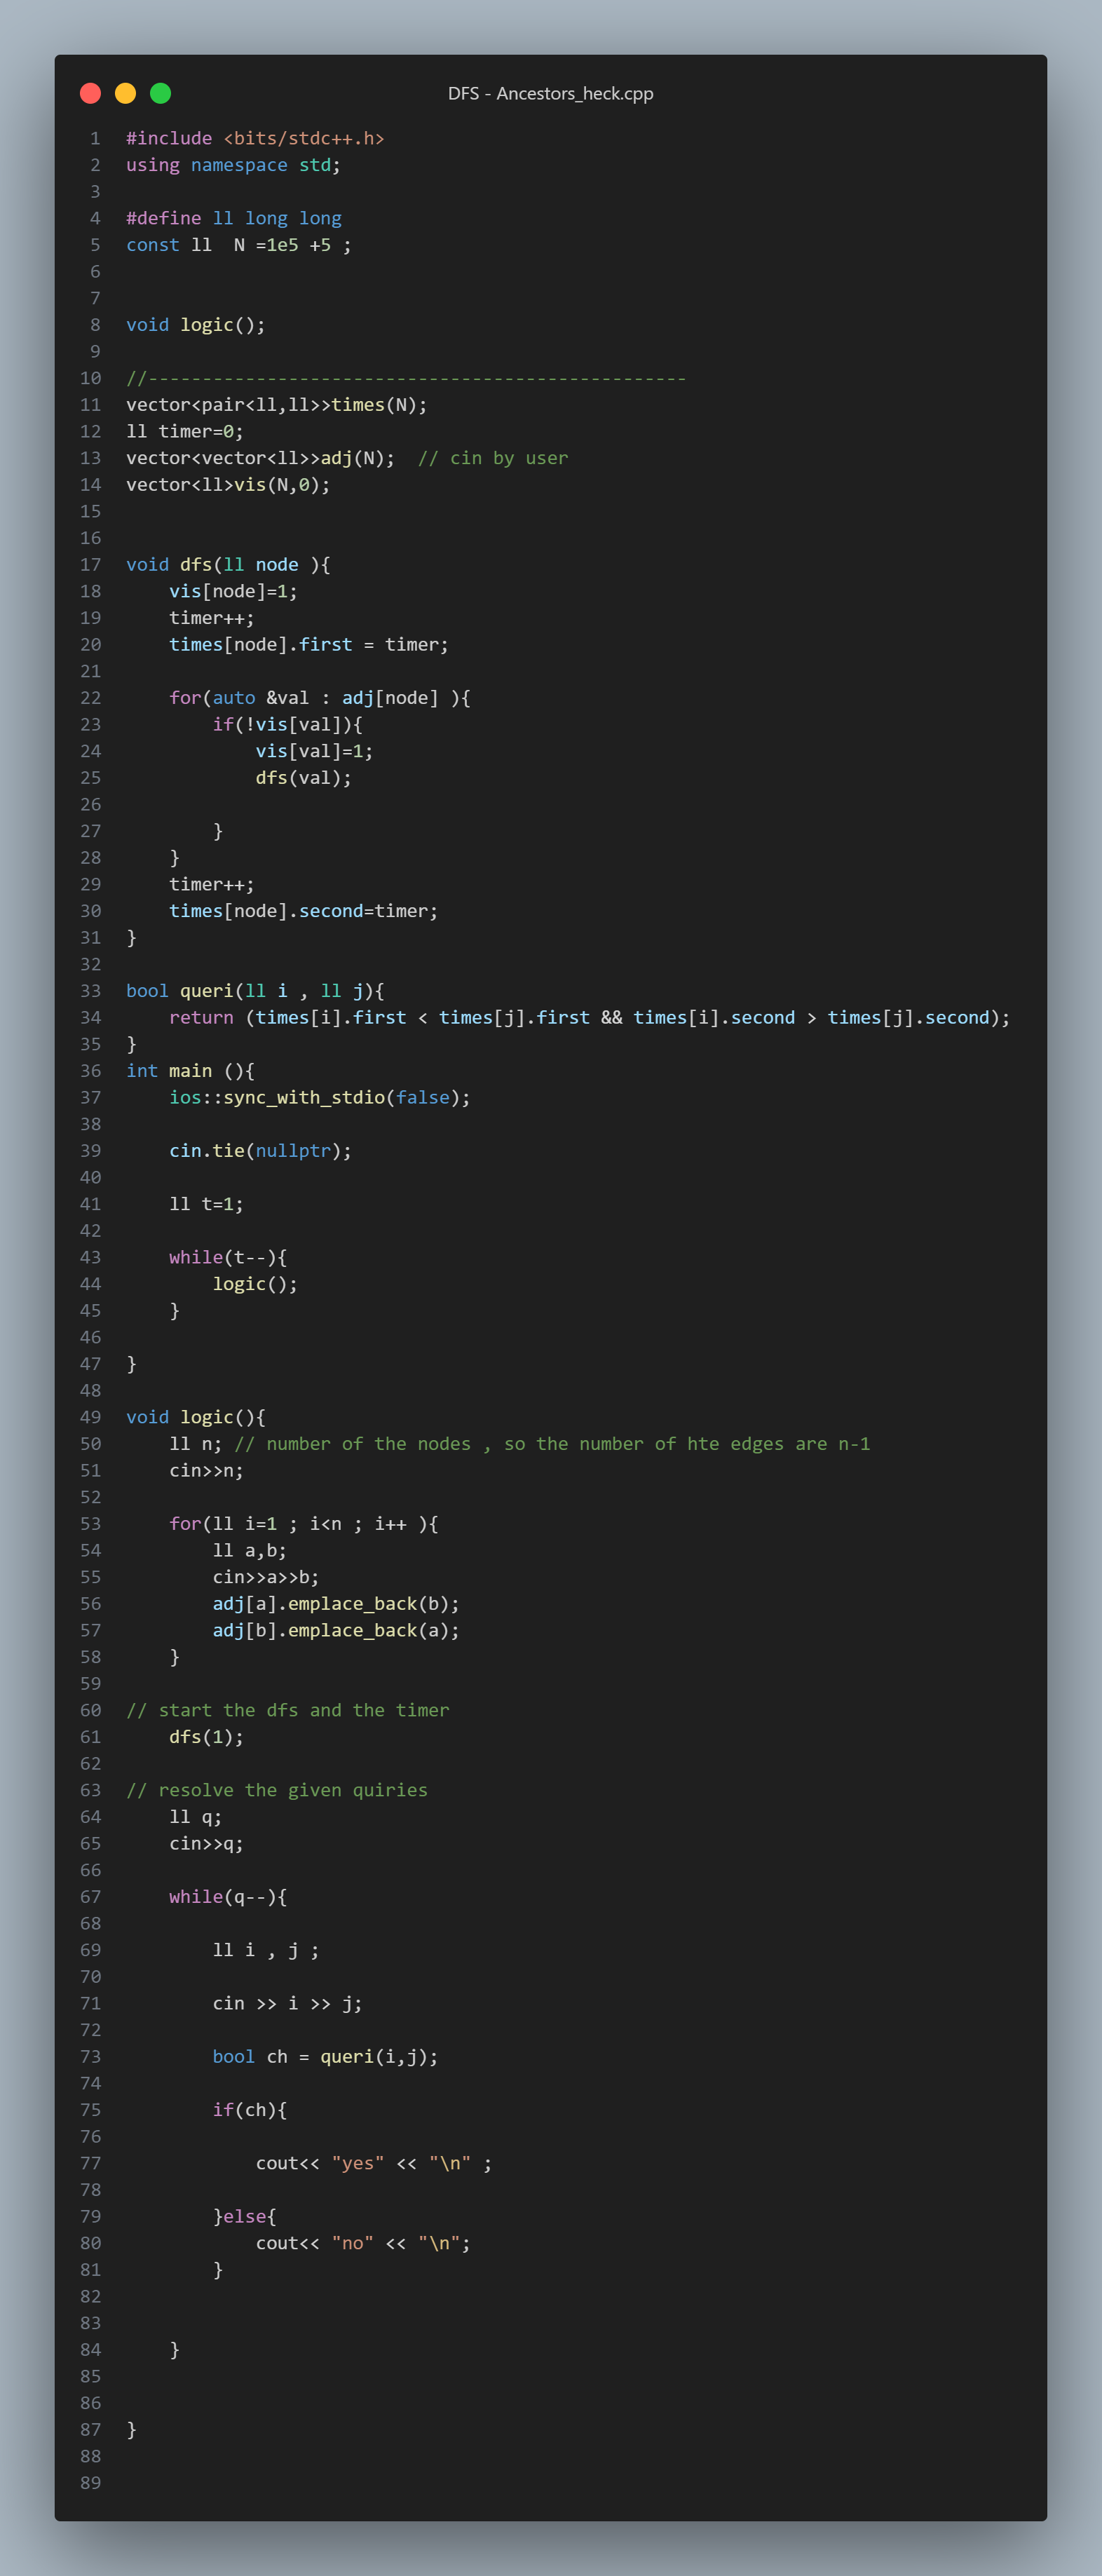 DFS - Ancestors_heck.cpp
1 #include <bits/stdc++.h>
2 using namespace std;
3
4 #define ll long long
5 const ll  N =1e5 +5 ;
6
7
8 void logic();
9
10 //--------------------------------------------------
11 vector<pair<ll,ll>>times(N);
12 ll timer=0;
13 vector<vector<ll>>adj(N);  // cin by user
14 vector<ll>vis(N,0);
15
16
17 void dfs(ll node ){
18     vis[node]=1;
19     timer++;
20     times[node].first = timer;
21
22     for(auto &val : adj[node] ){
23         if(!vis[val]){
24             vis[val]=1;
25             dfs(val);
26
27         }
28     }
29     timer++;
30     times[node].second=timer;
31 }
32
33 bool queri(ll i , ll j){
34     return (times[i].first < times[j].first && times[i].second > times[j].second);
35 }
36 int main (){
37     ios::sync_with_stdio(false);
38
39     cin.tie(nullptr);
40
41     ll t=1;
42
43     while(t--){
44         logic();
45     }
46
47 }
48
49 void logic(){
50     ll n; // number of the nodes , so the number of hte edges are n-1
51     cin>>n;
52
53     for(ll i=1 ; i<n ; i++ ){
54         ll a,b;
55         cin>>a>>b;
56         adj[a].emplace_back(b);
57         adj[b].emplace_back(a);
58     }
59
60 // start the dfs and the timer
61     dfs(1);
62
63 // resolve the given quiries
64     ll q;
65     cin>>q;
66
67     while(q--){
68
69         ll i , j ;
70
71         cin >> i >> j;
72
73         bool ch = queri(i,j);
74
75         if(ch){
76
77             cout<< "yes" << "\n" ;
78
79         }else{
80             cout<< "no" << "\n";
81         }
82
83
84     }
85
86
87 }
88
89